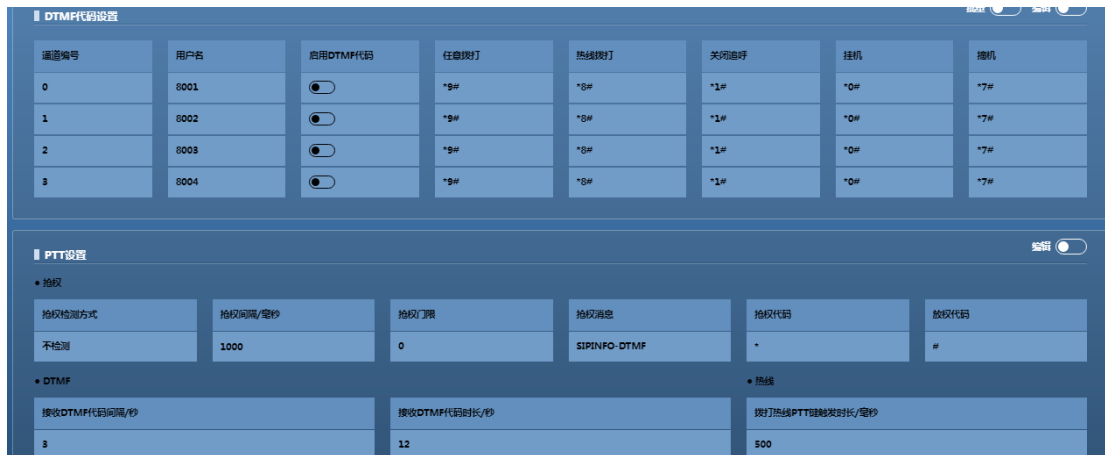 DTMF代码设置 编辑
通道编号 用户名 启用DTMF代码 任意拨打 热线拨打 关闭追呼 挂机 摘机
0 8001 *9# *8# *1# *0# *7#
1 8002 *9# *8# *1# *0# *7#
2 8003 *9# *8# *1# *0# *7#
3 8004 *9# *8# *1# *0# *7#
PTT设置 编辑
• 抢权
抢权检测方式 抢权间隔/毫秒 抢权门限 抢权消息 抢权代码 放权代码
不检测 1000 0 SIPINFO-DTMF * #
• DTMF • 热线
接收DTMF代码间隔/秒 接收DTMF代码时长/秒 拨打热线PTT键触发时长/毫秒
3 12 500